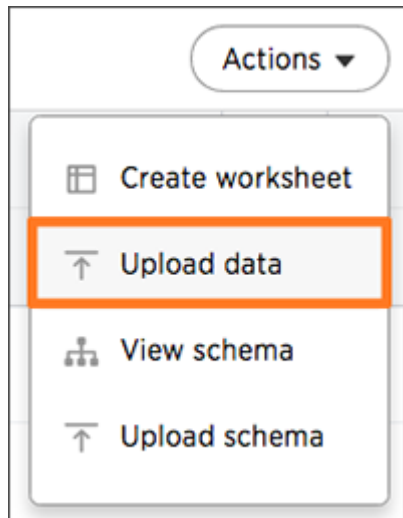 Actions
Create worksheet
Upload data
View schema
Upload schema